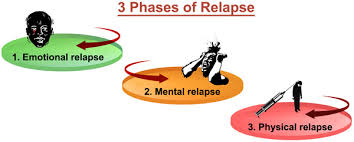 3 Phases of Relapse
1. Emotional relapse
2. Mental relapse
3. Physical relapse